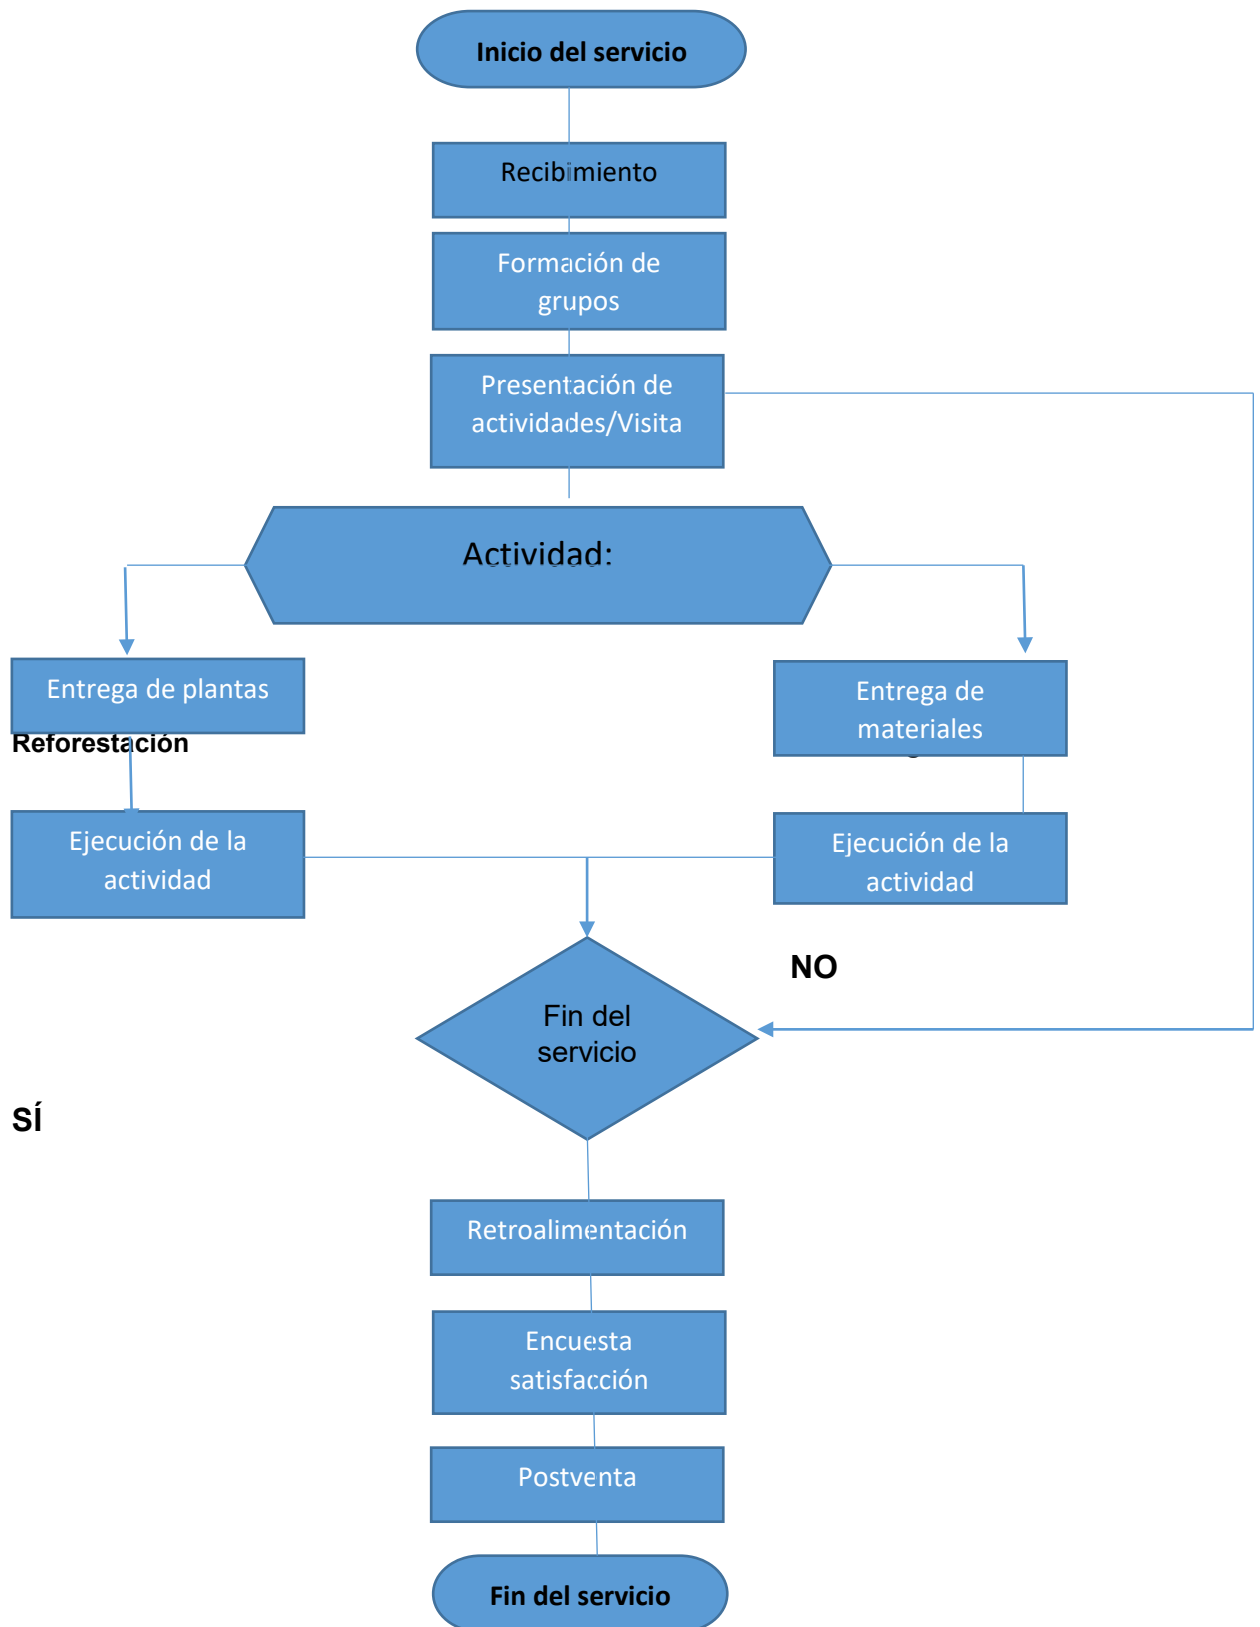 Inicio del servicio
Recibimiento
Formación de
grupos
Presentación de
actividades/Visita
Actividad:
Entrega de plantas
Entrega de
materiales
Reforestación
Ejecución de la
actividad
Ejecución de la
actividad
NO
Fin del
servicio
SÍ
Retroalimentación
Encuesta
satisfacción
Postventa
Fin del servicio